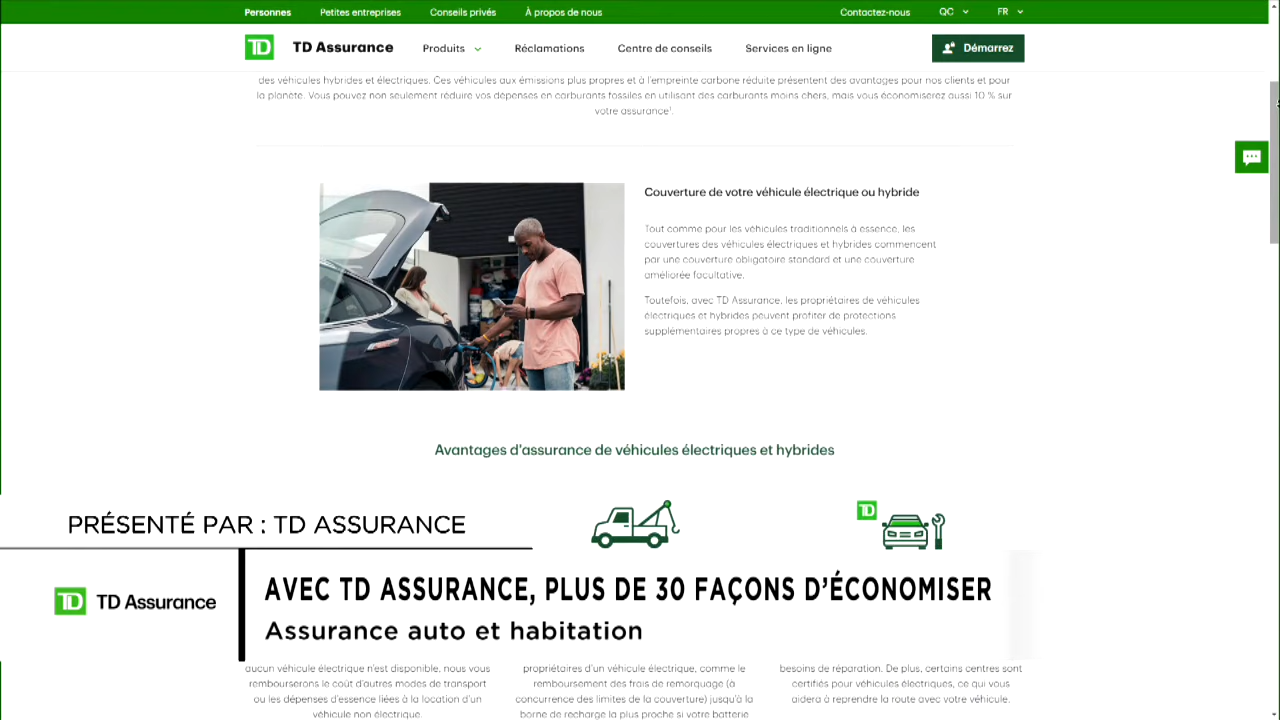 Personnes Petites entreprises Conseils privés À propos de nous Contactez-nous QC FR
TD TD Assurance Produits Réclamations Centre de conseils Services en ligne Démarrez
des véhicules hybrides et électriques. Ces véhicules aux émissions plus propres et à l'empreinte carbone réduite présentent des avantages pour nos clients et pour
la planète. Vous pouvez non seulement réduire vos dépenses en carburants fossiles en utilisant des carburants moins chers, mais vous économiserez aussi 10 % sur
votre assurance¹.
Couverture de votre véhicule électrique ou hybride
Tout comme pour les véhicules traditionnels à essence, les
couvertures des véhicules électriques et hybrides commencent
par une couverture obligatoire standard et une couverture
améliorée facultative.
Toutefois, avec TD Assurance, les propriétaires de véhicules
électriques et hybrides peuvent profiter de protections
supplémentaires propres à ce type de véhicules.
Avantages d'assurance de véhicules électriques et hybrides
TD
PRÉSENTÉ PAR : TD ASSURANCE
TD TD Assurance
AVEC TD ASSURANCE, PLUS DE 30 FAÇONS D'ÉCONOMISER
Assurance auto et habitation
aucun véhicule électrique n'est disponible, nous vous
rembourserons le coût d'autres modes de transport
ou les dépenses d'essence liées à la location d'un
véhicule non électrique.
propriétaires d'un véhicule électrique, comme le
remboursement des frais de remorquage (à
concurrence des limites de la couverture) jusqu'à la
borne de recharge la plus proche si votre batterie
besoins de réparation. De plus, certains centres sont
certifiés pour véhicules électriques, ce qui vous
aidera à reprendre la route avec votre véhicule.